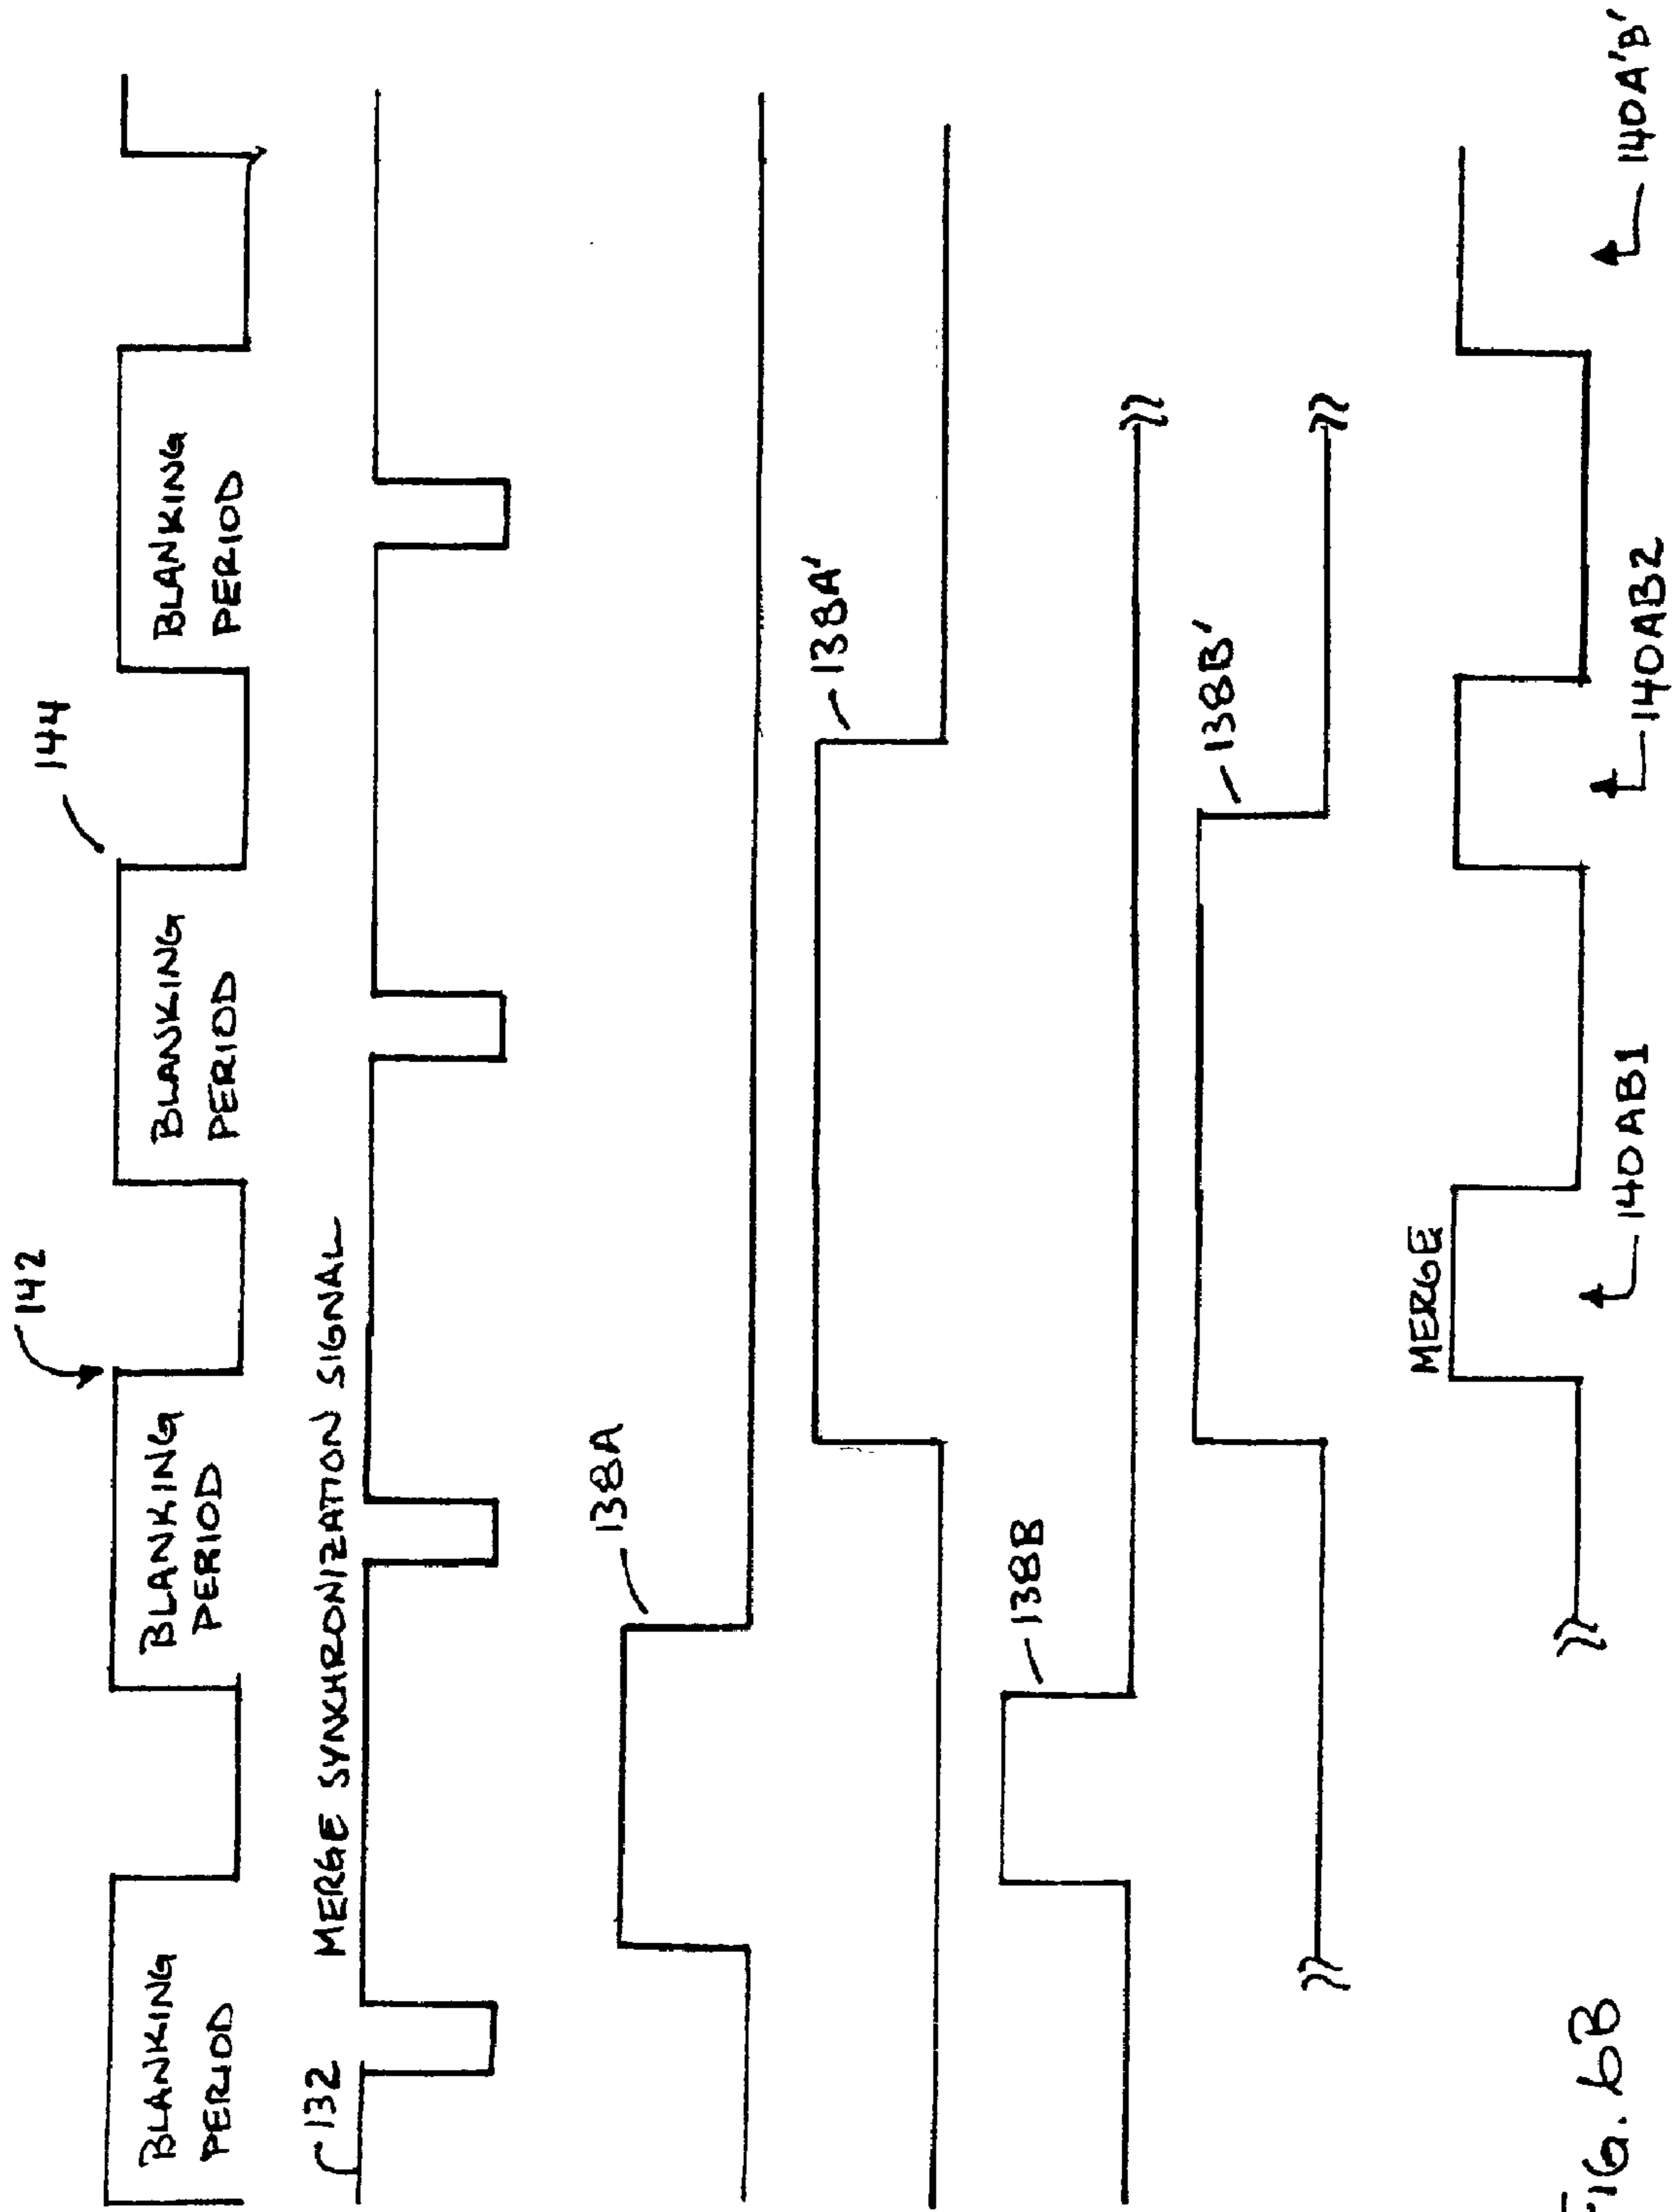 142
144
BLANKING
PERIOD
BLANKING
PERIOD
BLANKING
PERIOD
BLANKING
PERIOD
132
MERGE SYNCHRONIZATION SIGNAL
138A
138A'
138B
138B'
MERGE
140AB1
140AB2
140A'B'
FIG. 6B